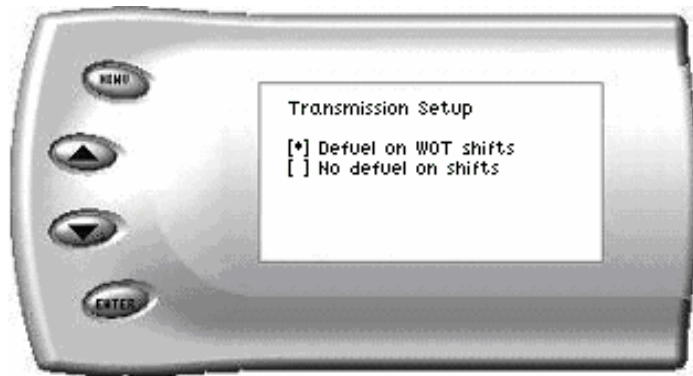 MENU
Transmission Setup
[•] Defuel on WOT shifts
[ ] No defuel on shifts
ENTER